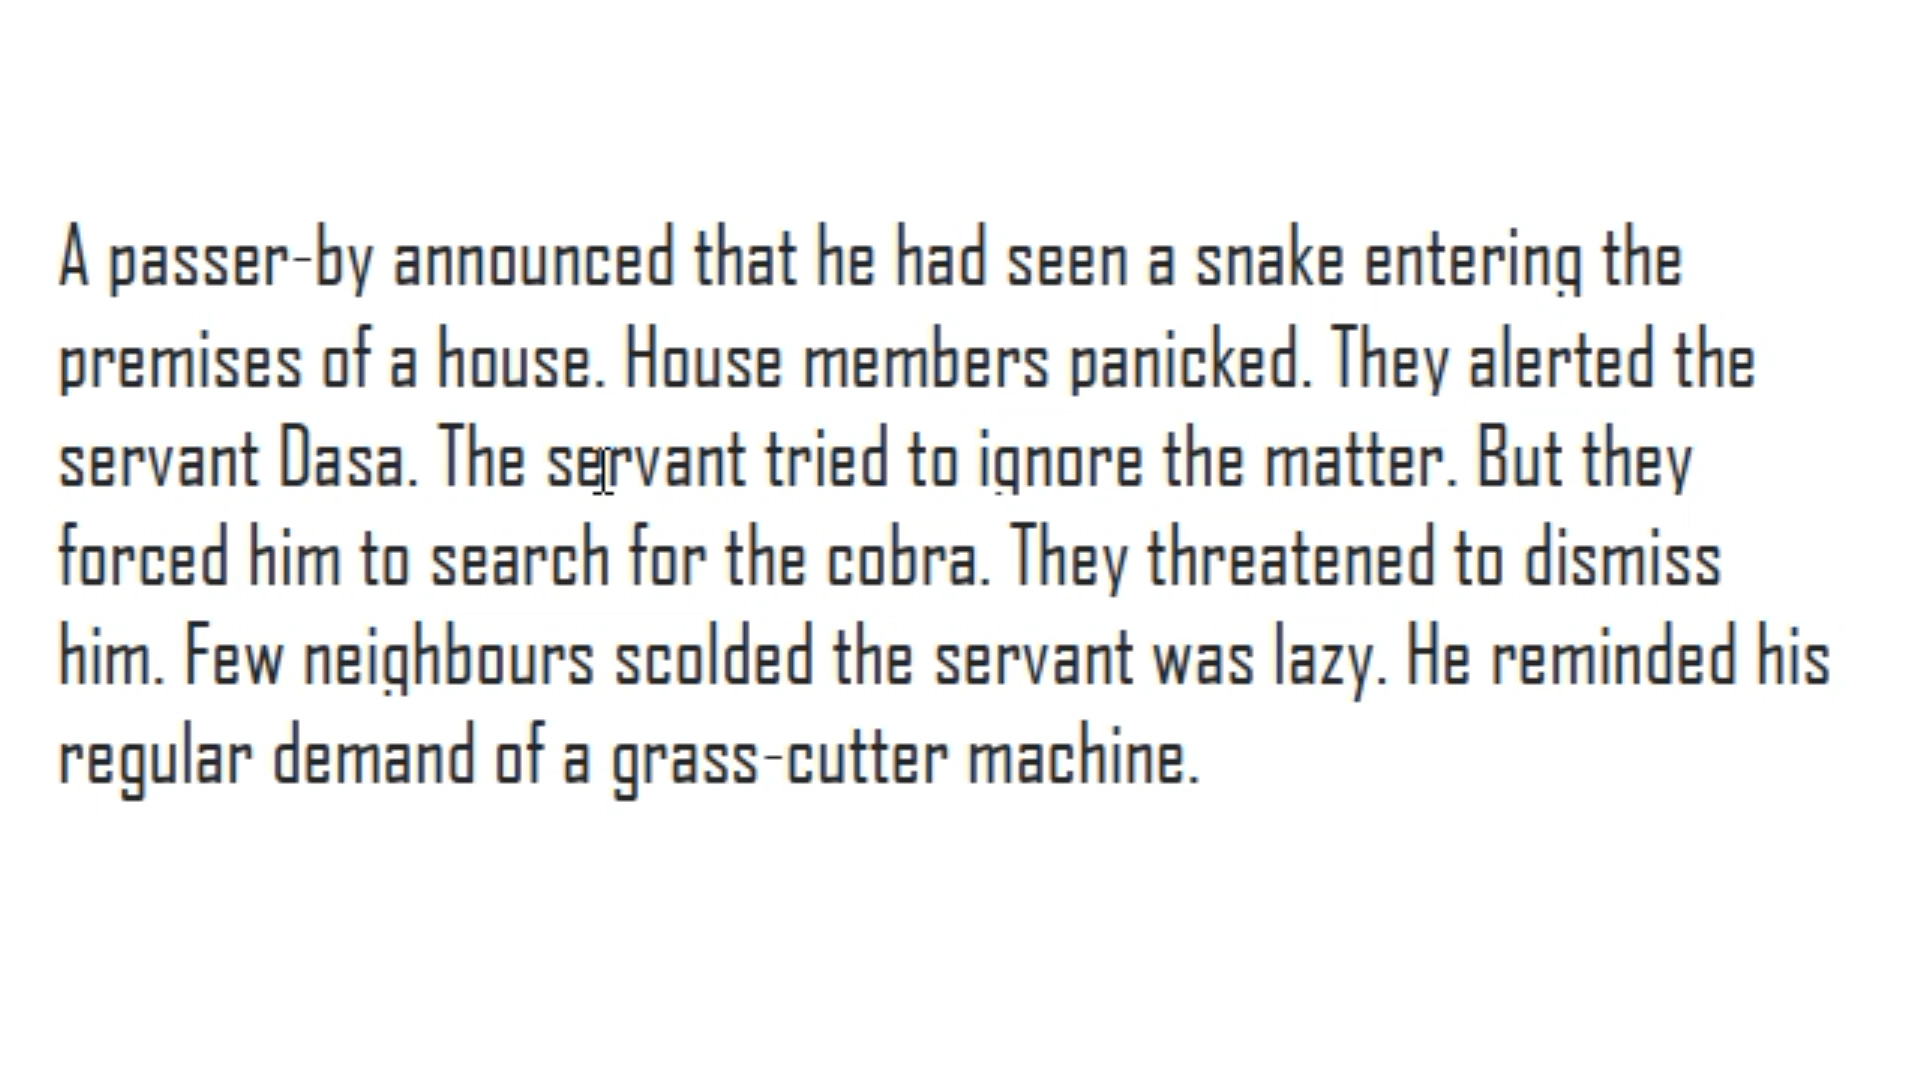 A passer-by announced that he had seen a snake entering the
premises of a house. House members panicked. They alerted the
servant Dasa. The servant tried to ignore the matter. But they
forced him to search for the cobra. They threatened to dismiss
him. Few neighbours scolded the servant was lazy. He reminded his
regular demand of a grass-cutter machine.